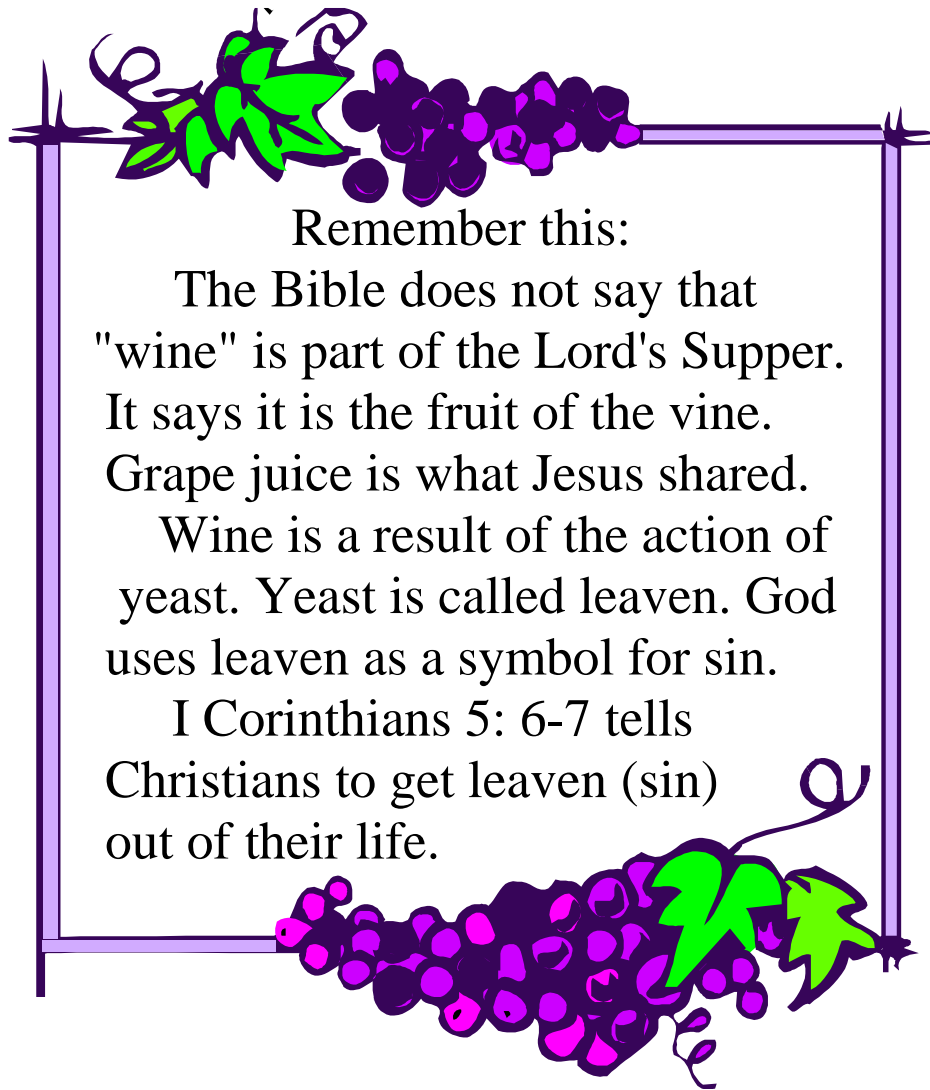 Remember this:
The Bible does not say that
"wine" is part of the Lord's Supper.
It says it is the fruit of the vine.
Grape juice is what Jesus shared.
Wine is a result of the action of
yeast. Yeast is called leaven. God
uses leaven as a symbol for sin.
I Corinthians 5: 6-7 tells
Christians to get leaven (sin)
out of their life.